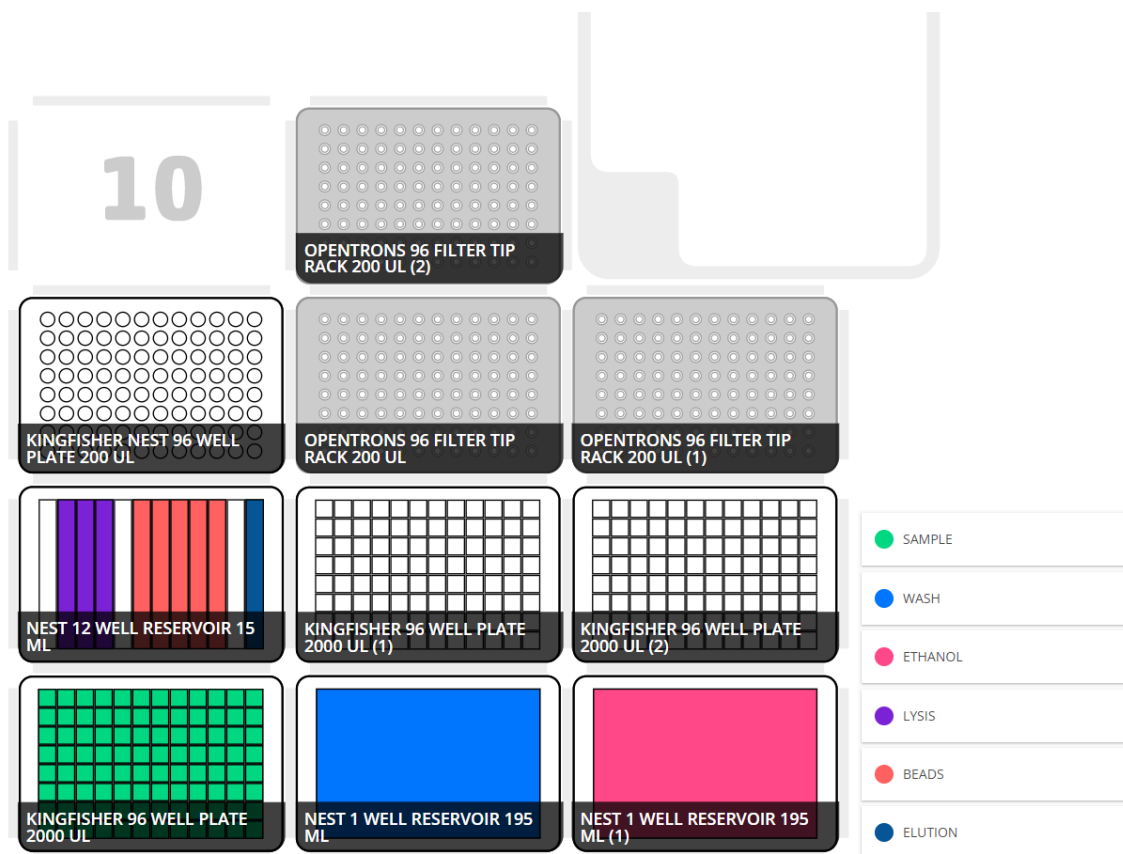 10
OPENTRONS 96 FILTER TIP
RACK 200 UL (2)
KINGFISHER NEST 96 WELL
PLATE 200 UL
OPENTRONS 96 FILTER TIP
RACK 200 UL
OPENTRONS 96 FILTER TIP
RACK 200 UL (1)
NEST 12 WELL RESERVOIR 15
ML
KINGFISHER 96 WELL PLATE
2000 UL (1)
KINGFISHER 96 WELL PLATE
2000 UL (2)
KINGFISHER 96 WELL PLATE
2000 UL
NEST 1 WELL RESERVOIR 195
ML
NEST 1 WELL RESERVOIR 195
ML (1)
SAMPLE
WASH
ETHANOL
LYSIS
BEADS
ELUTION